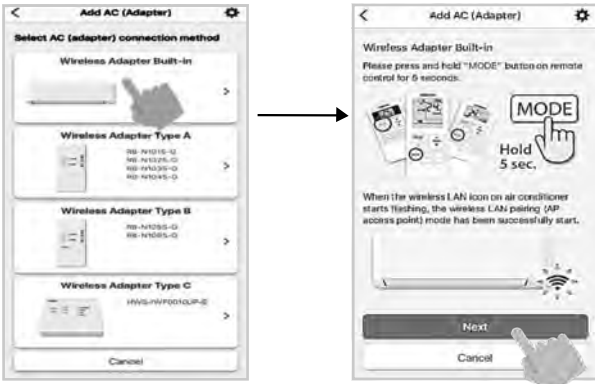 Add AC (Adapter)
Select AC (adapter) connection method
Wireless Adapter Built-in
Wireless Adapter Type A
RB-N101S-G
RB-N102S-G
RB-N103S-G
RB-N104S-G
Wireless Adapter Type B
RB-N105S-G
RB-N106S-G
Wireless Adapter Type C
Cancel
Add AC (Adapter)
Wireless Adapter Built-in
Please press and hold "MODE" button on remote
control for 5 seconds.
MODE
Hold
5 sec.
When the wireless LAN icon on air conditioner
starts flashing, the wireless LAN pairing (AP
access point) mode has been successfully start.
Next
Cancel